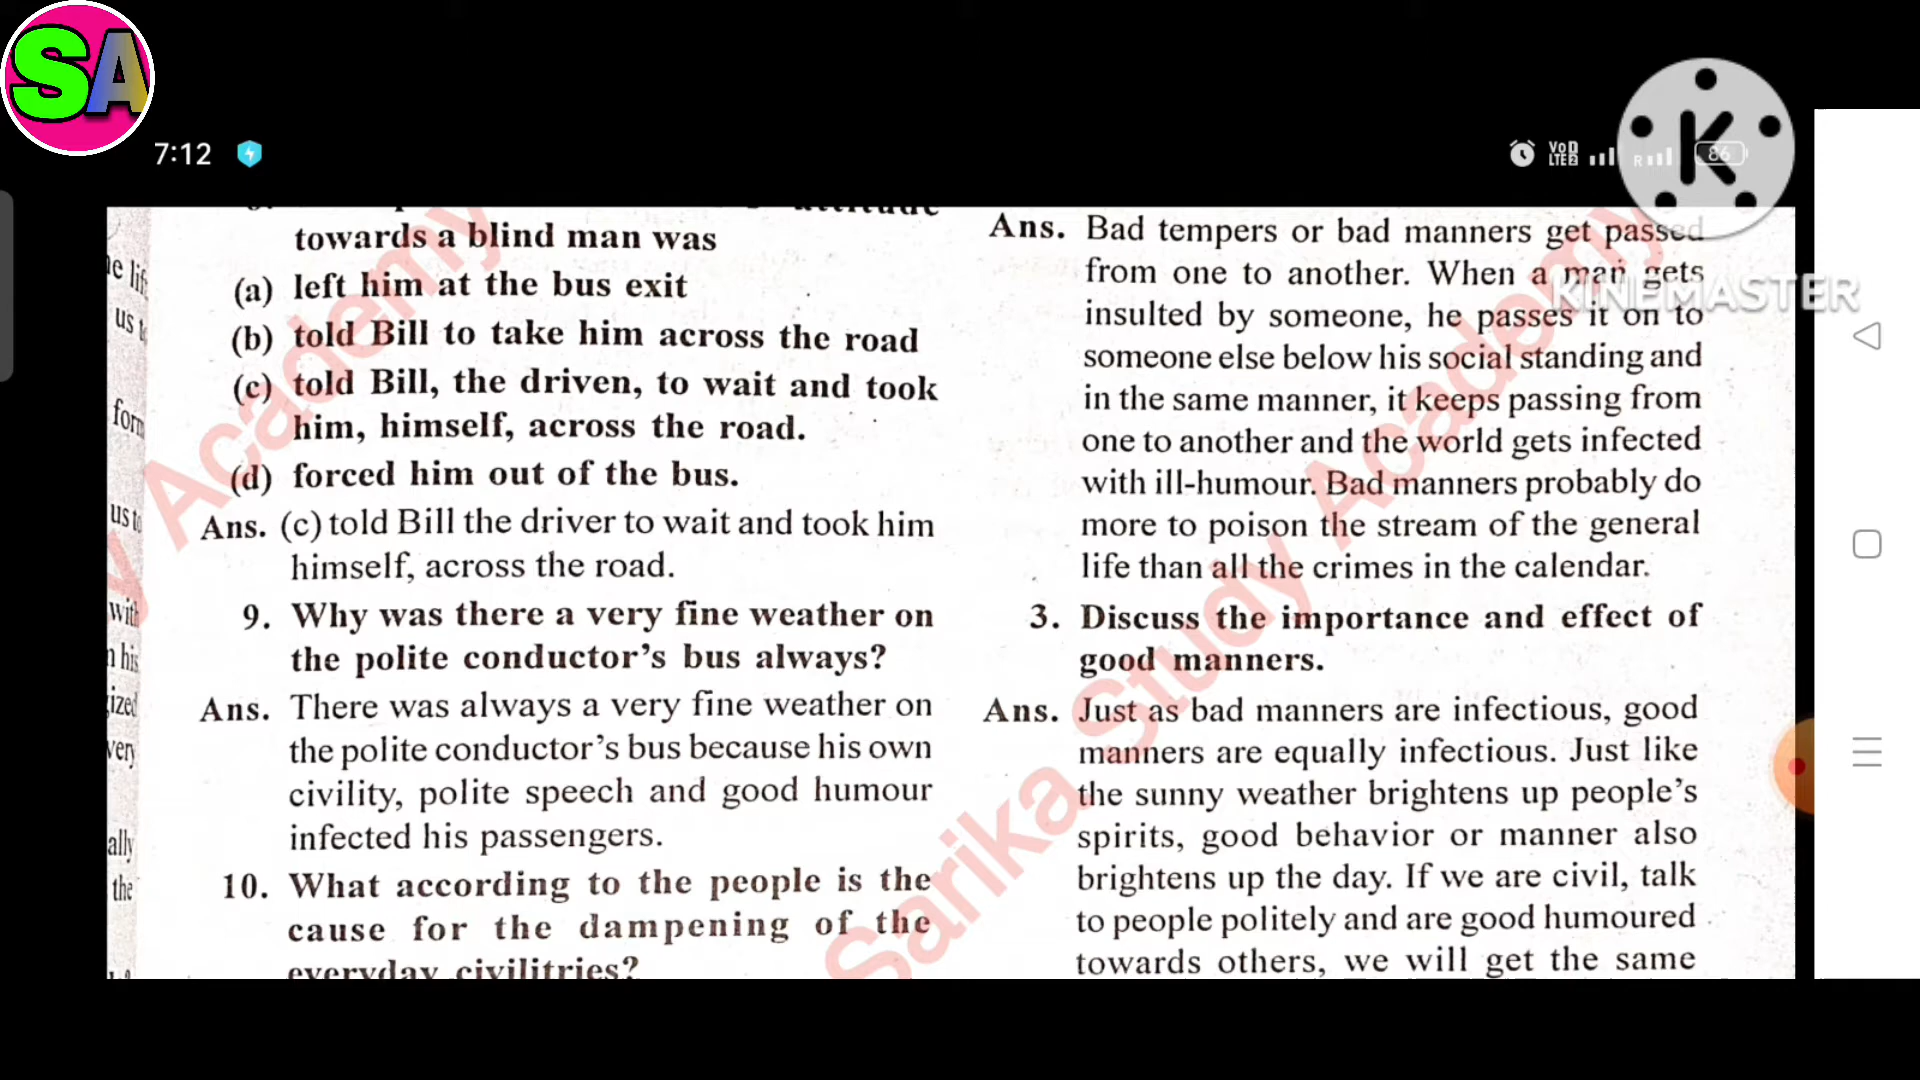 SA
7:12
VoD
LTE2
R
86
K
KINEMASTER
towards a blind man was
(a) left him at the bus exit
(b) told Bill to take him across the road
(c) told Bill, the driven, to wait and took
him, himself, across the road.
(d) forced him out of the bus.
Ans. (c) told Bill the driver to wait and took him
himself, across the road.
9. Why was there a very fine weather on
the polite conductor's bus always?
Ans. There was always a very fine weather on
the polite conductor's bus because his own
civility, polite speech and good humour
infected his passengers.
10. What according to the people is the
cause for the dampening of the
everyday civilitries?
Ans. Bad tempers or bad manners get passed
from one to another. When a man gets
insulted by someone, he passes it on to
someone else below his social standing and
in the same manner, it keeps passing from
one to another and the world gets infected
with ill-humour. Bad manners probably do
more to poison the stream of the general
life than all the crimes in the calendar.
3. Discuss the importance and effect of
good manners.
Ans. Just as bad manners are infectious, good
manners are equally infectious. Just like
the sunny weather brightens up people's
spirits, good behavior or manner also
brightens up the day. If we are civil, talk
to people politely and are good humoured
towards others, we will get the same
Academy
Sarika Study Academy